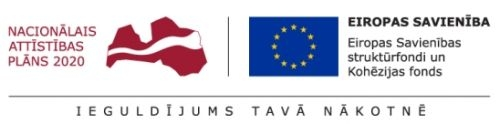 NACIONĀLAIS
ATTĪSTĪBAS
PLĀNS 2020
EIROPAS SAVIENĪBA
Eiropas Savienības
struktūrfondi un
Kohēzijas fonds
IEGULDĪJUMS TAVĀ NĀKOTNĒ